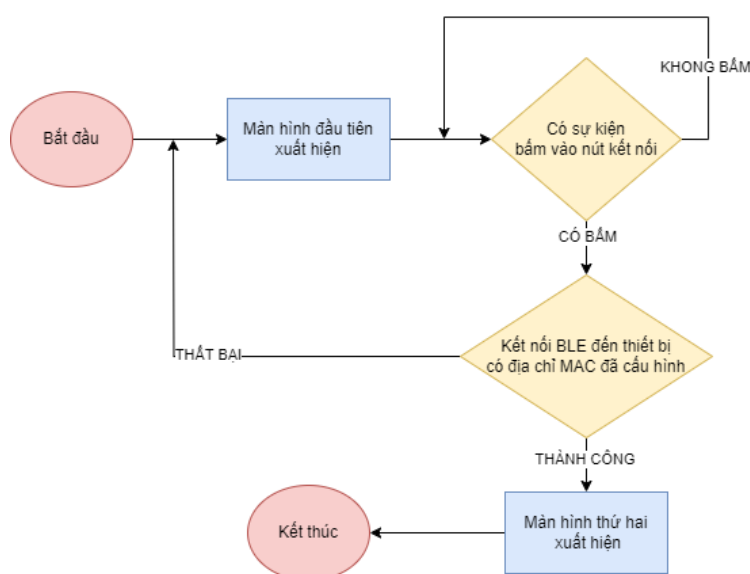 KHONG BẤM
Bắt đầu
Màn hình đầu tiên
xuất hiện
Có sự kiện
bấm vào nút kết nối
CÓ BẤM
THẤT BẠI
Kết nối BLE đến thiết bị
có địa chỉ MAC đã cấu hình
THÀNH CÔNG
Kết thúc
Màn hình thứ hai
xuất hiện